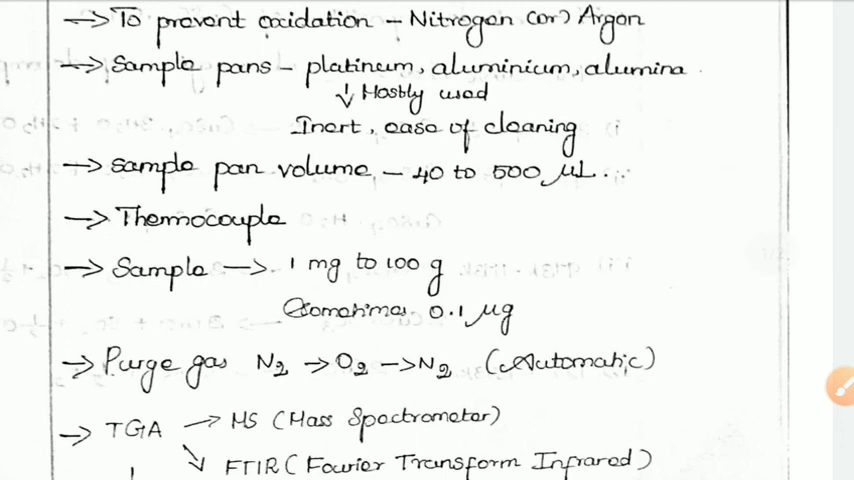 → To prevent oxidation – Nitrogen (or) Argon
→ Sample pans – platinum, aluminium, alumina.
↓ Mostly used
Inert, ease of cleaning
→ Sample pan volume – 40 to 500 µL...
→ Thermocouple
→ Sample → 1 mg to 100 g
Sometimes 0.1 µg
→ Purge gas N₂ → O₂ → N₂ (Automatic)
→ TGA → MS (Mass Spectrometer)
↘ FTIR (Fourier Transform Infrared)